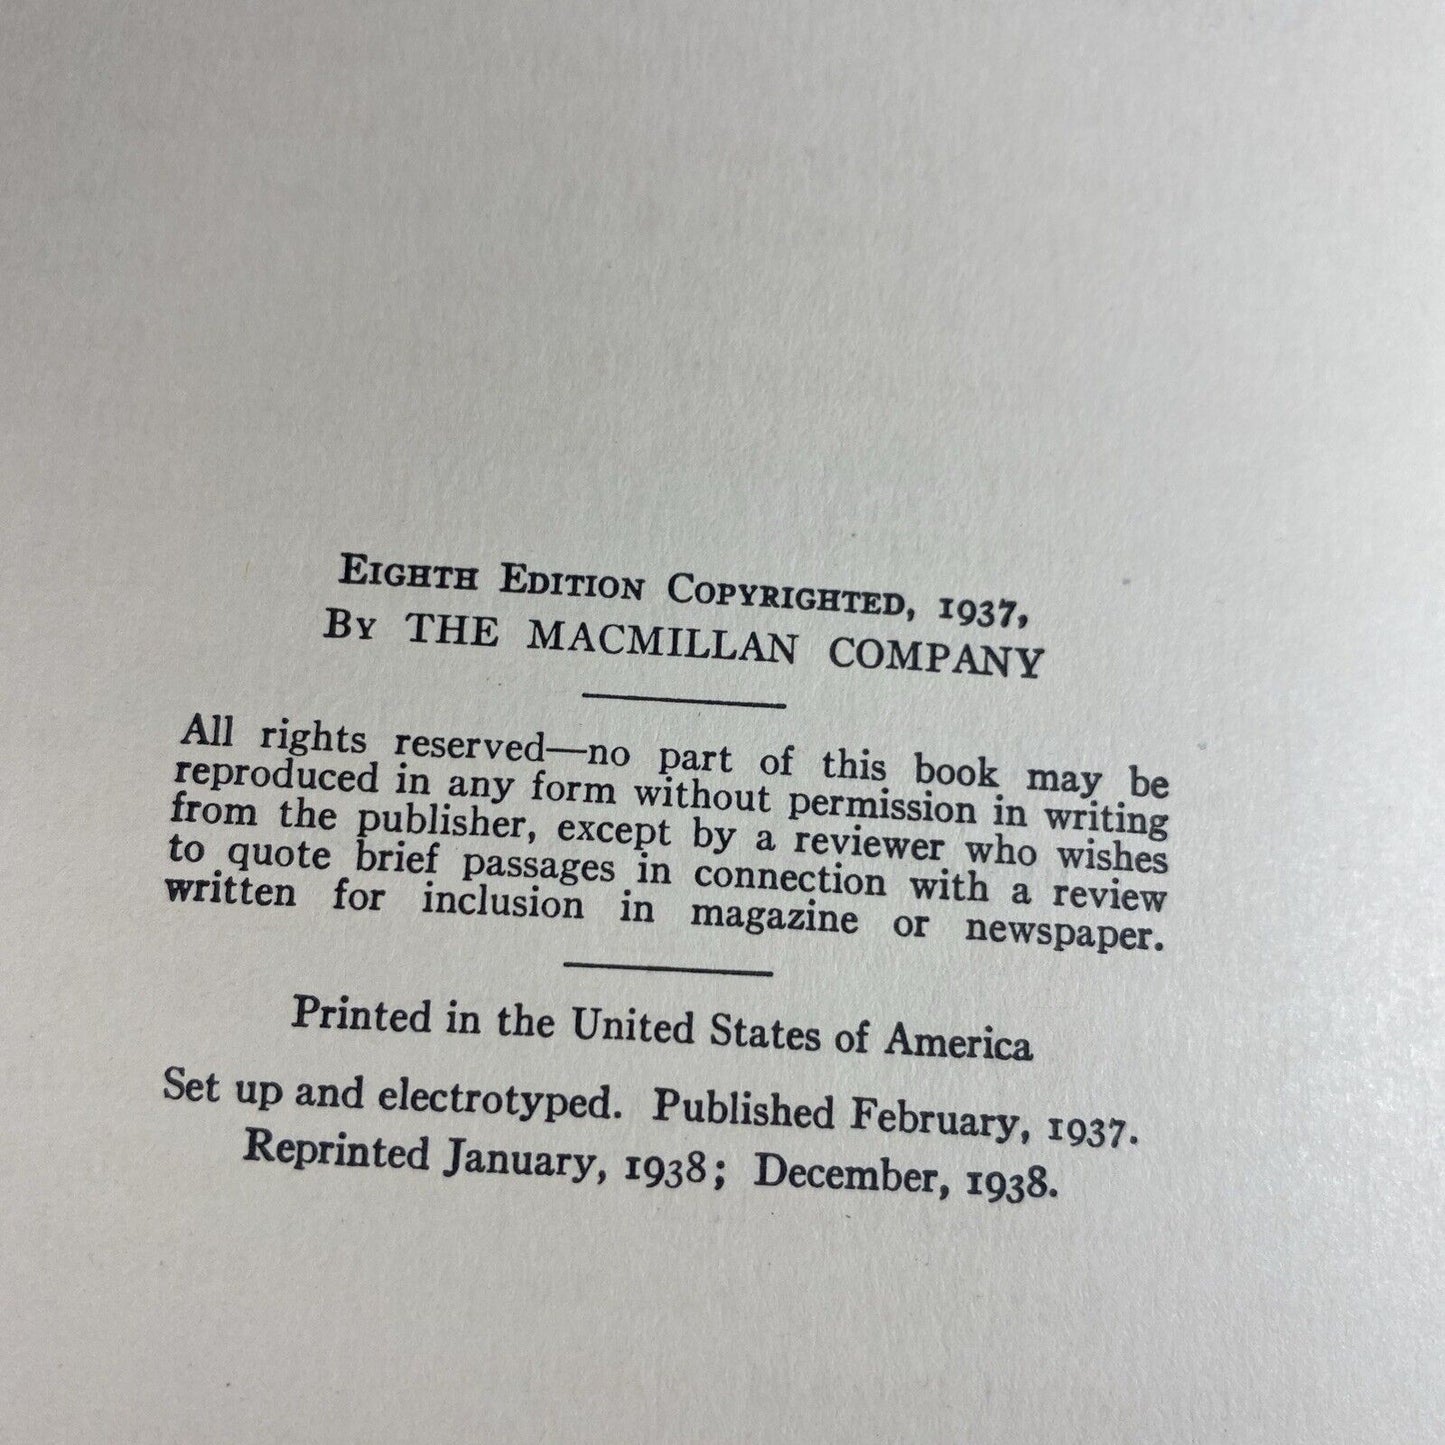 Eighth Edition Copyrighted, 1937,
By THE MACMILLAN COMPANY
All rights reserved—no part of this book may be
reproduced in any form without permission in writing
from the publisher, except by a reviewer who wishes
to quote brief passages in connection with a review
written for inclusion in magazine or newspaper.
Printed in the United States of America
Set up and electrotyped. Published February, 1937.
Reprinted January, 1938; December, 1938.